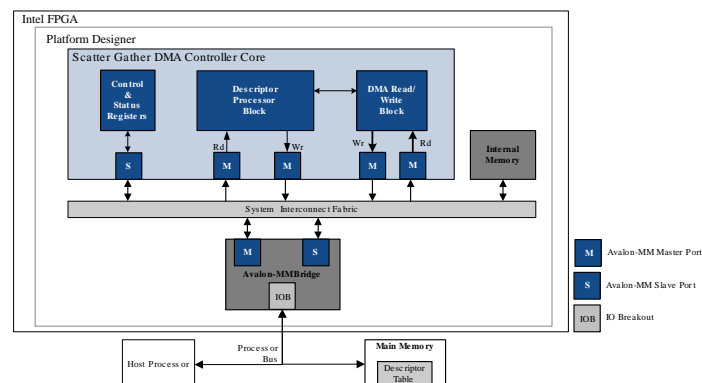 Intel FPGA
Platform Designer
Scatter Gather DMA Controller Core
Control
&
Status
Registers
Descriptor
Processor
Block
DMA Read/
Write
Block
Rd
Wr
Wr
Rd
S
M
M
M
M
Internal
Memory
System Interconnect Fabric
M
S
Avalon-MMBridge
IOB
M
Avalon-MM Master Port
S
Avalon-MM Slave Port
IOB
IO Breakout
Processor
Bus
Host Processor
Main Memory
Descriptor
Table